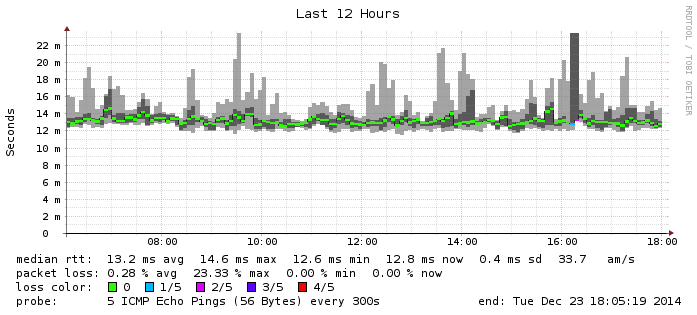 Last 12 Hours
RRDTOOL / TOBI OETIKER
Seconds
22 m
20 m
18 m
16 m
14 m
12 m
10 m
8 m
6 m
4 m
2 m
0
08:00 10:00 12:00 14:00 16:00 18:00
median rtt: 13.2 ms avg 14.6 ms max 12.6 ms min 12.8 ms now 0.4 ms sd 33.7 am/s
packet loss: 0.28 % avg 23.33 % max 0.00 % min 0.00 % now
loss color: 0 1/5 2/5 3/5 4/5
probe: 5 ICMP Echo Pings (56 Bytes) every 300s end: Tue Dec 23 18:05:19 2014